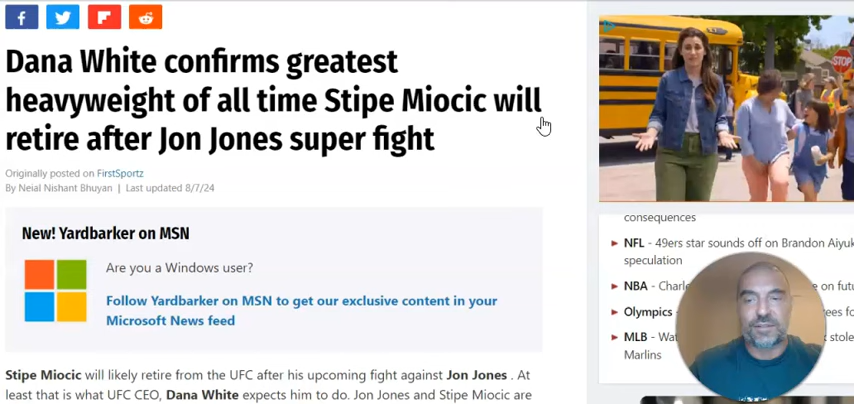 Dana White confirms greatest
heavyweight of all time Stipe Miocic will
retire after Jon Jones super fight
Originally posted on FirstSportz
By Neial Nishant Bhuyan | Last updated 8/7/24
New! Yardbarker on MSN
Are you a Windows user?
Follow Yardbarker on MSN to get our exclusive content in your
Microsoft News feed
Stipe Miocic will likely retire from the UFC after his upcoming fight against Jon Jones . At
least that is what UFC CEO, Dana White expects him to do. Jon Jones and Stipe Miocic are
STOP
consequences
NFL - 49ers star sounds off on Brandon Aiyuk
speculation
NBA - on
Olympics
MLB
Marlins